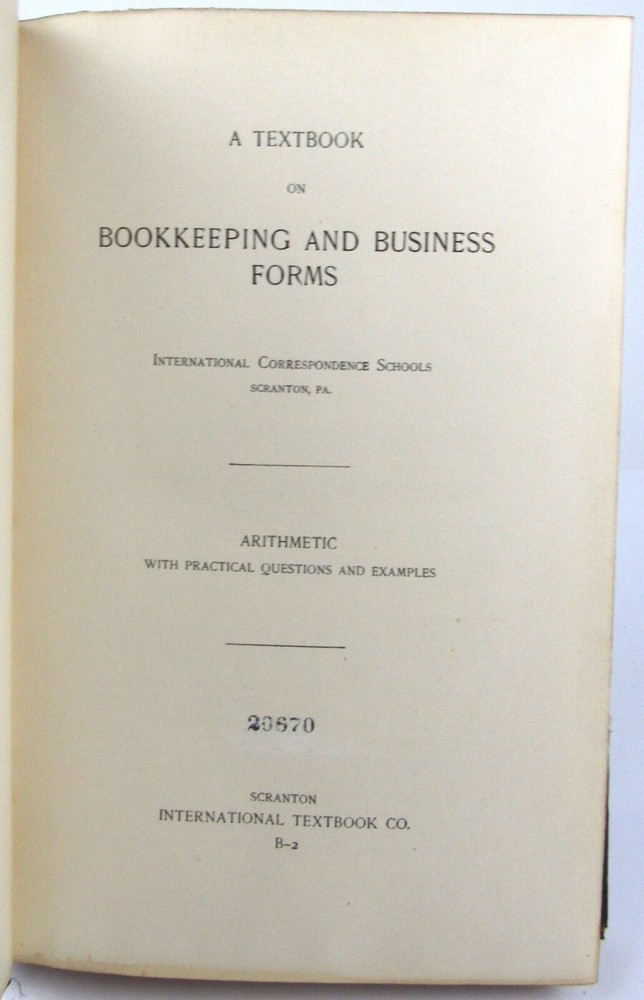 A TEXTBOOK
ON
BOOKKEEPING AND BUSINESS
FORMS
INTERNATIONAL CORRESPONDENCE SCHOOLS
SCRANTON, PA.
ARITHMETIC
WITH PRACTICAL QUESTIONS AND EXAMPLES
20670
SCRANTON
INTERNATIONAL TEXTBOOK CO.
B-2